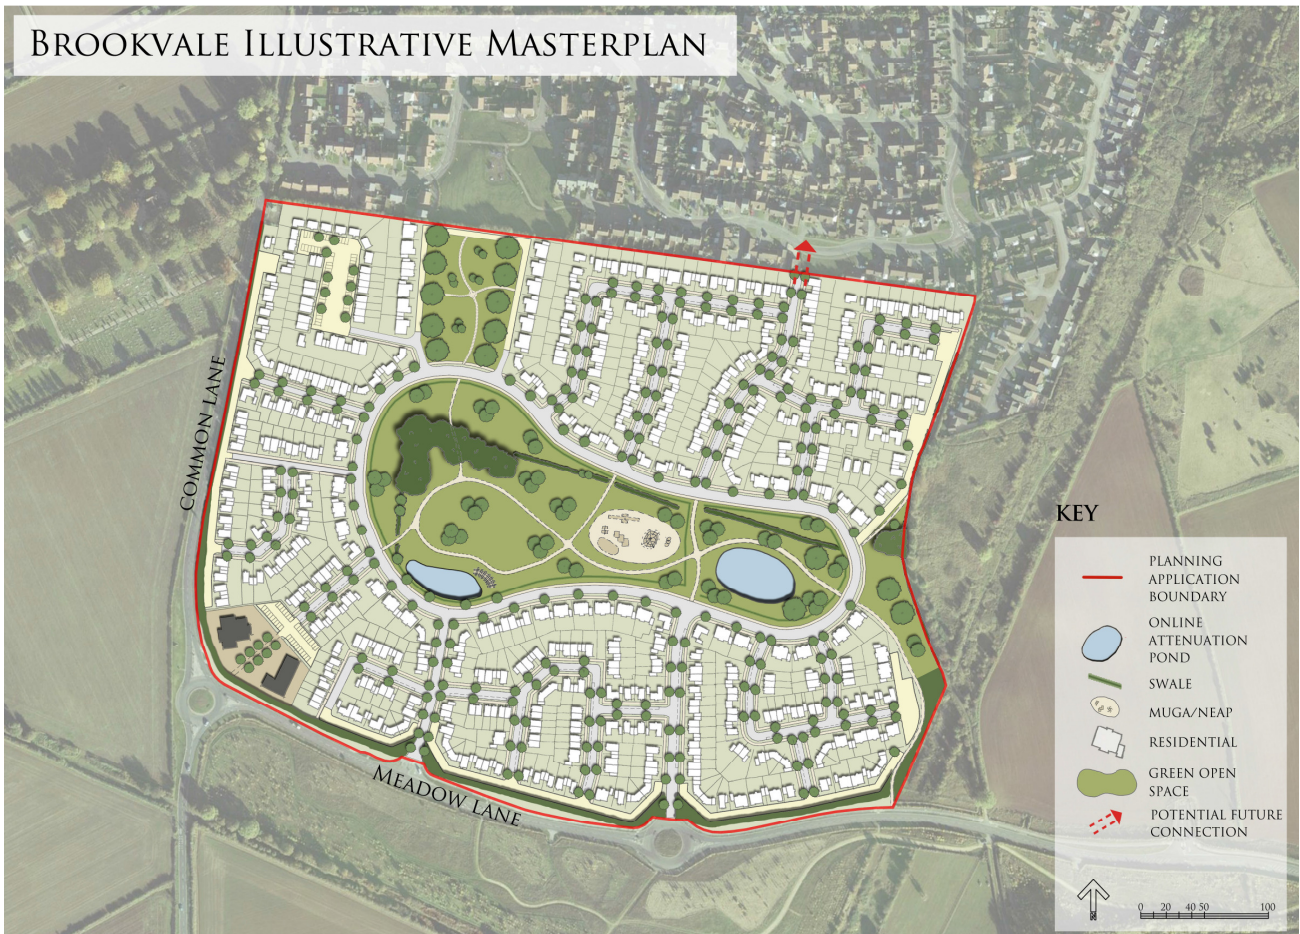 BROOKVALE ILLUSTRATIVE MASTERPLAN
COMMON LANE
MEADOW LANE
KEY
PLANNING
APPLICATION
BOUNDARY
ONLINE
ATTENUATION
POND
SWALE
MUGA/NEAP
RESIDENTIAL
GREEN OPEN
SPACE
POTENTIAL FUTURE
CONNECTION
0 20 40 50 100